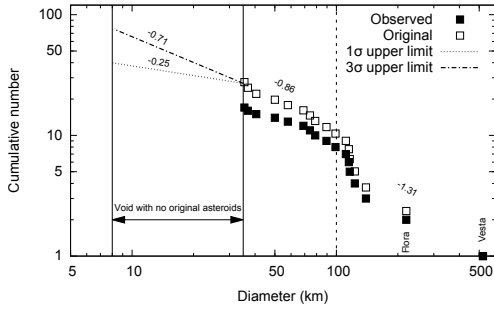 100
50
10
5
1
Cumulative number
Observed
Original
1σ upper limit
3σ upper limit
-0.71
-0.25
-0.86
-1.31
Void with no original asteroids
Flora
Vesta
5
10
50
100
500
Diameter (km)